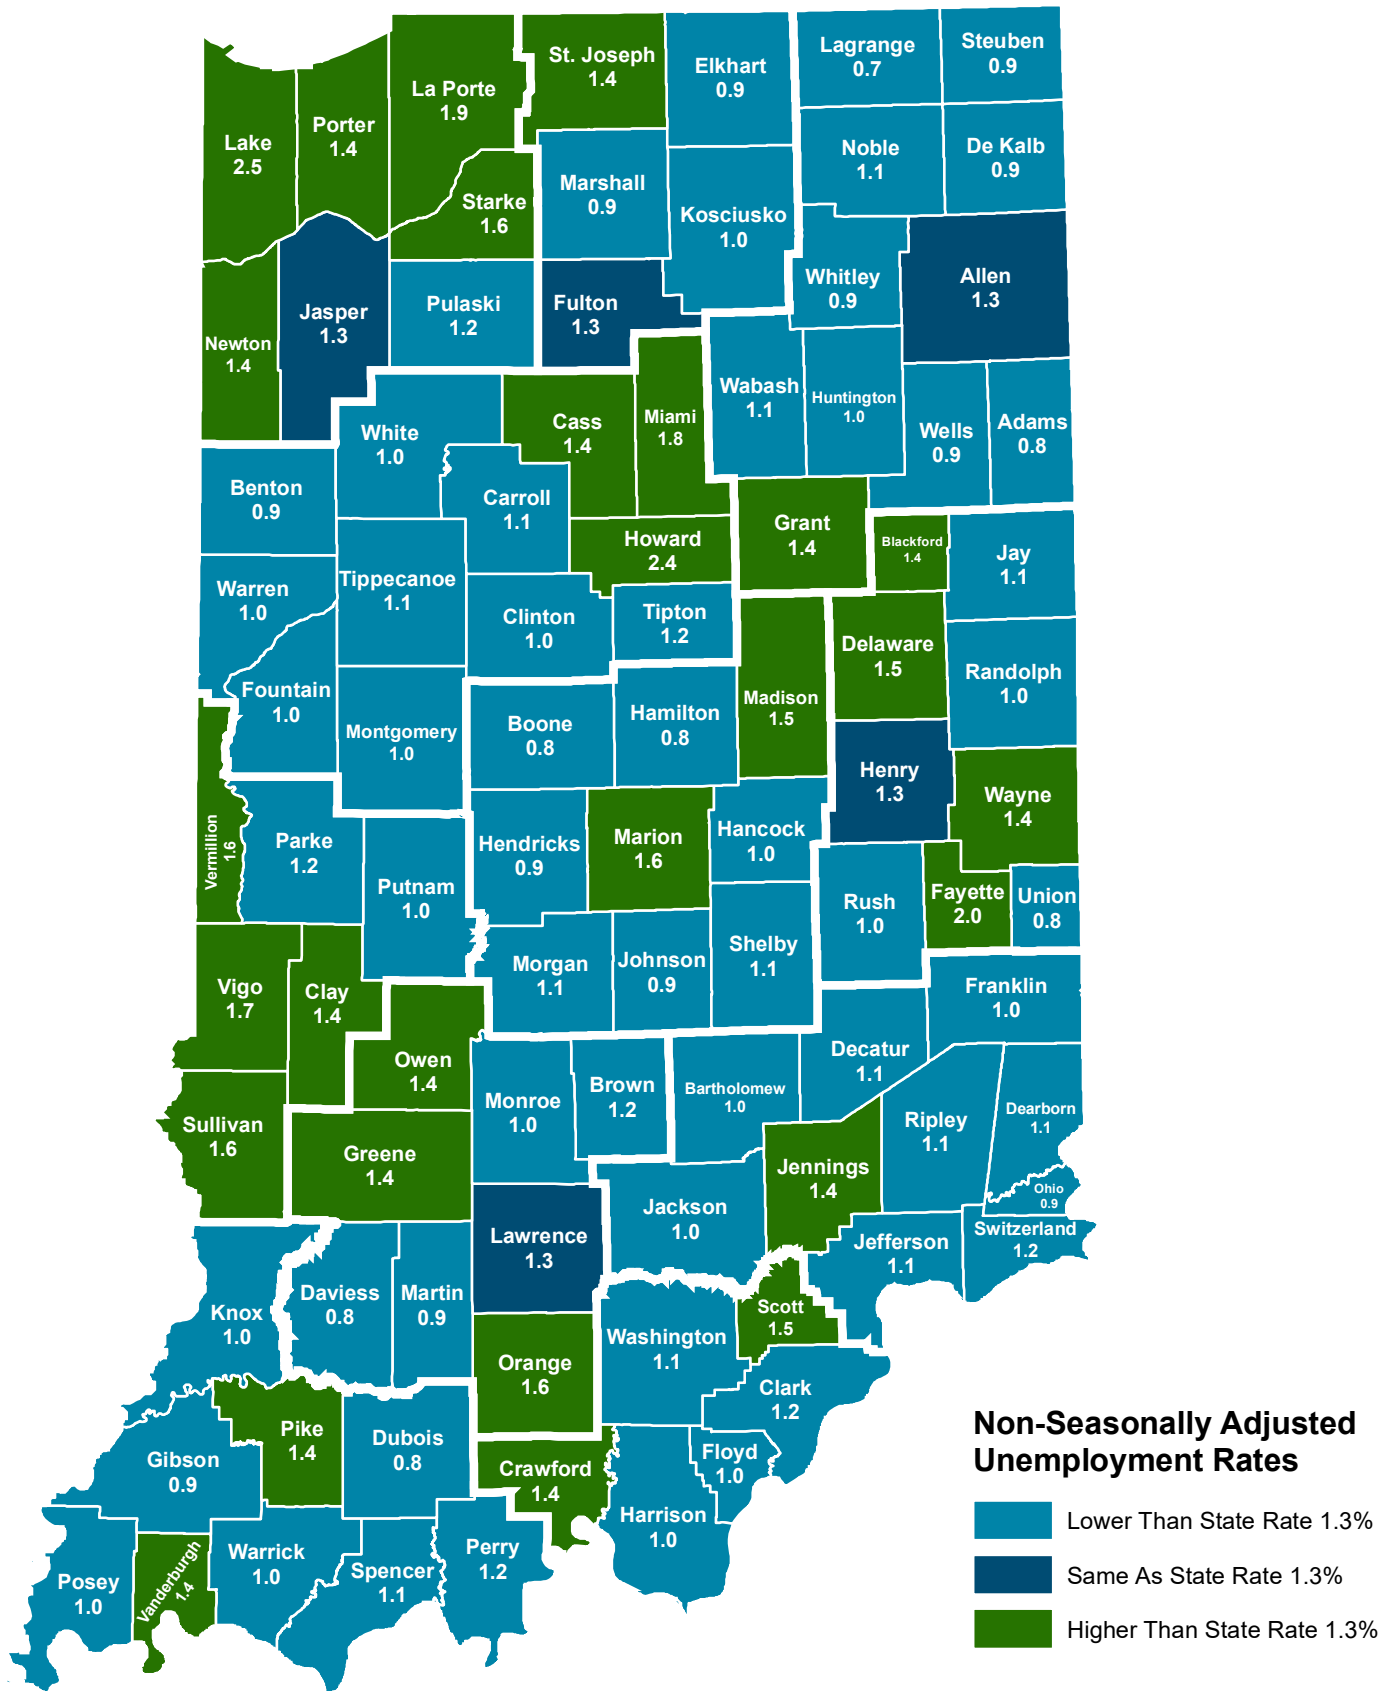 Lake
2.5
Porter
1.4
La Porte
1.9
St. Joseph
1.4
Elkhart
0.9
Lagrange
0.7
Steuben
0.9
Starke
1.6
Marshall
0.9
Kosciusko
1.0
Noble
1.1
De Kalb
0.9
Newton
1.4
Jasper
1.3
Pulaski
1.2
Fulton
1.3
Whitley
0.9
Allen
1.3
White
1.0
Cass
1.4
Miami
1.8
Wabash
1.1
Huntington
1.0
Wells
0.9
Adams
0.8
Benton
0.9
Carroll
1.1
Howard
2.4
Grant
1.4
Blackford
1.4
Jay
1.1
Warren
1.0
Tippecanoe
1.1
Clinton
1.0
Tipton
1.2
Delaware
1.5
Randolph
1.0
Fountain
1.0
Montgomery
1.0
Boone
0.8
Hamilton
0.8
Madison
1.5
Henry
1.3
Wayne
1.4
Vermillion
1.6
Parke
1.2
Putnam
1.0
Hendricks
0.9
Marion
1.6
Hancock
1.0
Rush
1.0
Fayette
2.0
Union
0.8
Vigo
1.7
Clay
1.4
Morgan
1.1
Johnson
0.9
Shelby
1.1
Franklin
1.0
Owen
1.4
Monroe
1.0
Brown
1.2
Bartholomew
1.0
Decatur
1.1
Ripley
1.1
Dearborn
1.1
Sullivan
1.6
Greene
1.4
Jennings
1.4
Ohio
0.9
Lawrence
1.3
Jackson
1.0
Jefferson
1.1
Switzerland
1.2
Knox
1.0
Daviess
0.8
Martin
0.9
Scott
1.5
Washington
1.1
Orange
1.6
Clark
1.2
Gibson
0.9
Pike
1.4
Dubois
0.8
Crawford
1.4
Floyd
1.0
Harrison
1.0
Posey
1.0
Vanderburgh
1.4
Warrick
1.0
Spencer
1.1
Perry
1.2
Non-Seasonally Adjusted
Unemployment Rates
Lower Than State Rate 1.3%
Same As State Rate 1.3%
Higher Than State Rate 1.3%